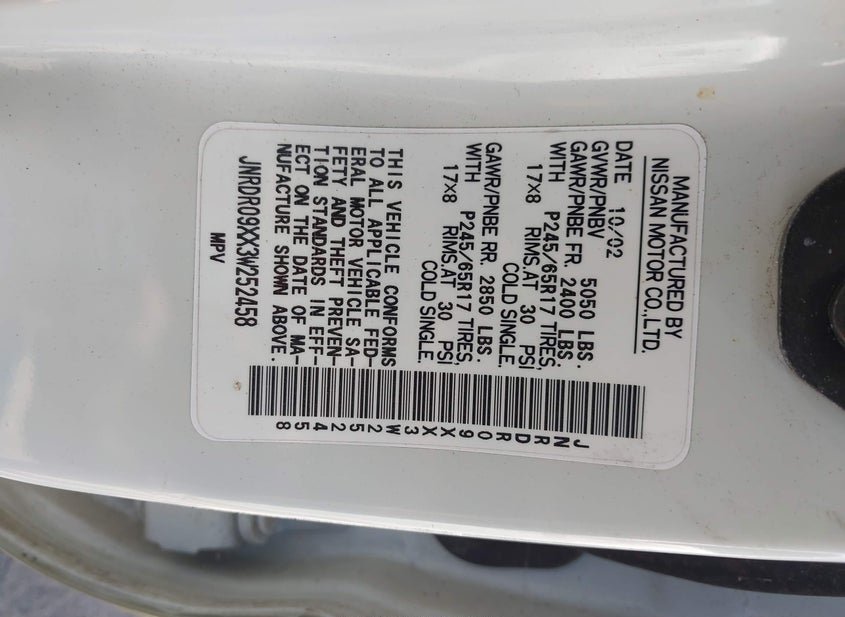 MANUFACTURED BY
NISSAN MOTOR CO.,LTD.
DATE 10/02
GVWR/PNBV 5050 LBS.
GAWR/PNBE FR. 2400 LBS.
WITH P245/65R17 TIRES,
17X8 RIMS,AT 30 PSI
COLD SINGLE.
GAWR/PNBE RR. 2850 LBS.
WITH P245/65R17 TIRES,
17X8 RIMS,AT 30 PSI
COLD SINGLE.
THIS VEHICLE CONFORMS
TO ALL APPLICABLE FED-
ERAL MOTOR VEHICLE SA-
FETY AND THEFT PREVEN-
TION STANDARDS IN EFF-
ECT ON THE DATE OF MA-
NUFACTURE SHOWN ABOVE.
JNRDR09XX3W252458
MPV
JNRDR09XX3W252458